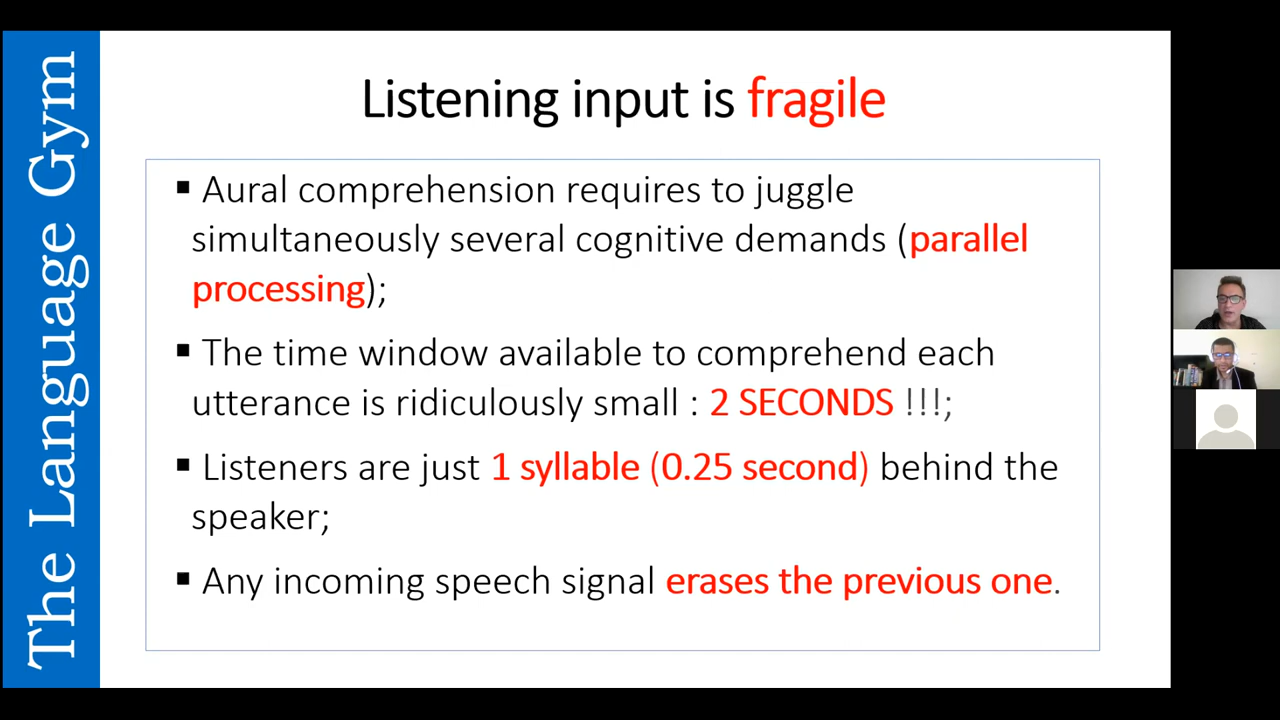 The Language Gym
Listening input is fragile
▪ Aural comprehension requires to juggle
simultaneously several cognitive demands (parallel
processing);
▪ The time window available to comprehend each
utterance is ridiculously small : 2 SECONDS !!!;
▪ Listeners are just 1 syllable (0.25 second) behind the
speaker;
▪ Any incoming speech signal erases the previous one.